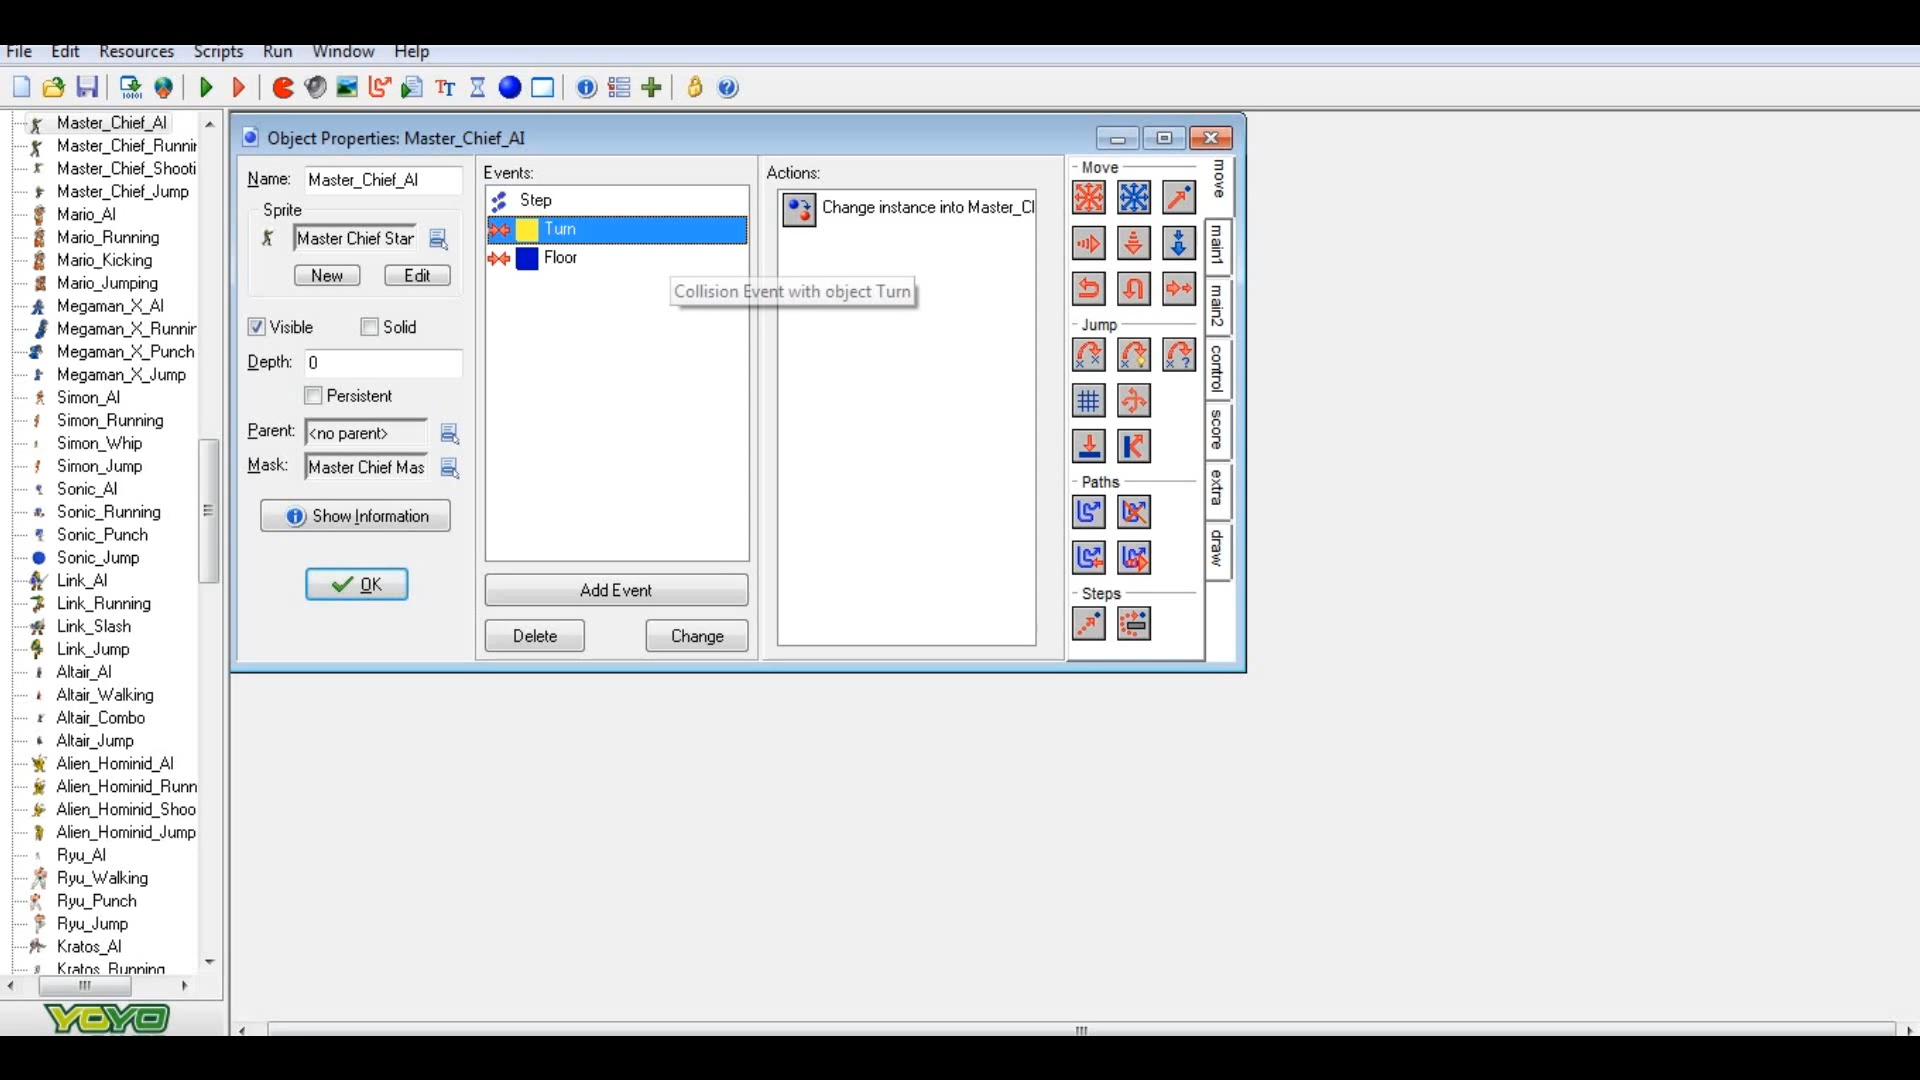 File Edit Resources Scripts Run Window Help
Master_Chief_AI
Master_Chief_Runnin
Master_Chief_Shooti
Master_Chief_Jump
Mario_AI
Mario_Running
Mario_Kicking
Mario_Jumping
Megaman_X_AI
Megaman_X_Runnin
Megaman_X_Punch
Megaman_X_Jump
Simon_AI
Simon_Running
Simon_Whip
Simon_Jump
Sonic_AI
Sonic_Running
Sonic_Punch
Sonic_Jump
Link_AI
Link_Running
Link_Slash
Link_Jump
Altair_AI
Altair_Walking
Altair_Combo
Altair_Jump
Alien_Hominid_AI
Alien_Hominid_Runn
Alien_Hominid_Shoo
Alien_Hominid_Jump
Ryu_AI
Ryu_Walking
Ryu_Punch
Ryu_Jump
Kratos_AI
Kratos_Running
YOYO
Object Properties: Master_Chief_AI
Name: Master_Chief_AI
Sprite
Master Chief Star
New Edit
Visible Solid
Depth: 0
Persistent
Parent: <no parent>
Mask: Master Chief Mas
Show Information
OK
Events:
Step
Turn
Floor
Collision Event with object Turn
Add Event
Delete Change
Actions:
Change instance into Master_Cl
Move
Jump
Paths
Steps
move
main1
main2
control
score
extra
draw